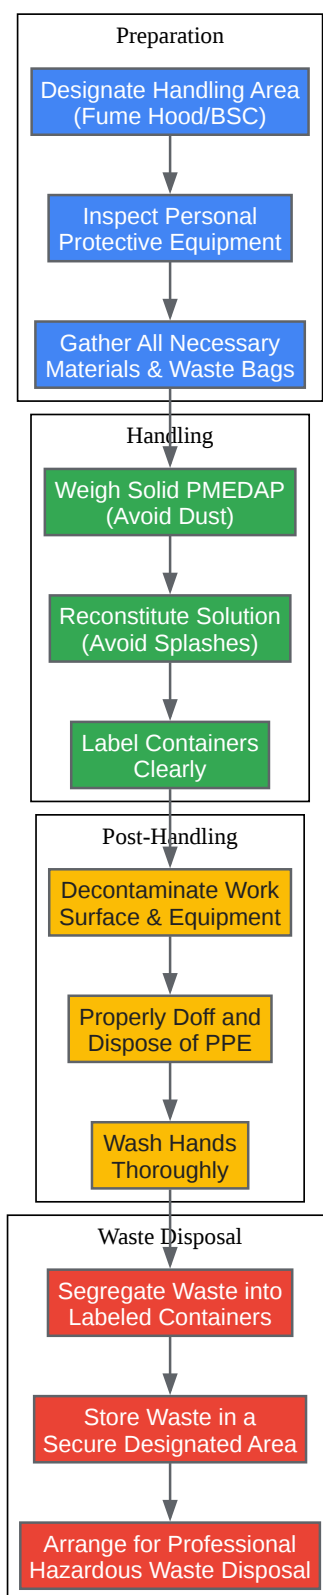 Preparation
Designate Handling Area
(Fume Hood/BSC)
Inspect Personal
Protective Equipment
Gather All Necessary
Materials & Waste Bags
Handling
Weigh Solid PMEDAP
(Avoid Dust)
Reconstitute Solution
(Avoid Splashes)
Label Containers
Clearly
Post-Handling
Decontaminate Work
Surface & Equipment
Properly Doff and
Dispose of PPE
Wash Hands
Thoroughly
Waste Disposal
Segregate Waste into
Labeled Containers
Store Waste in a
Secure Designated Area
Arrange for Professional
Hazardous Waste Disposal